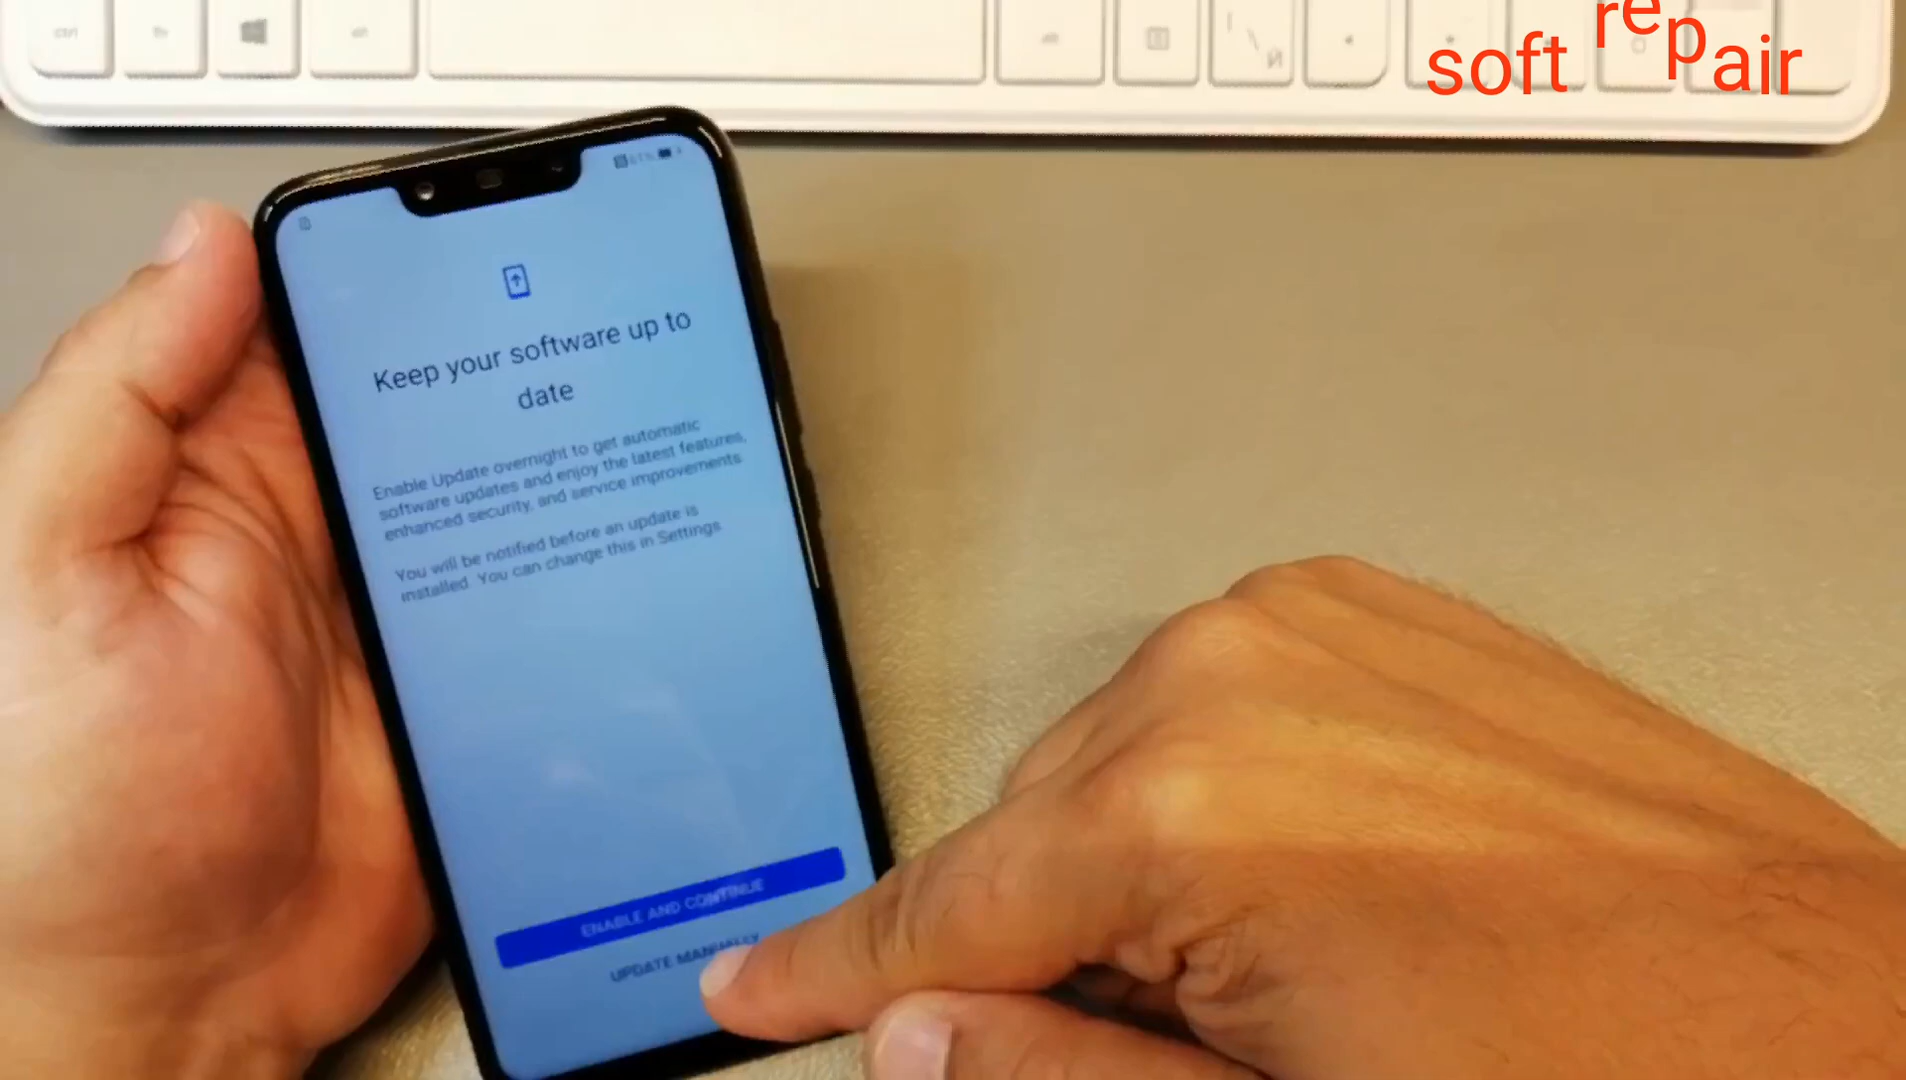 soft repair
ctrl
Keep your software up to
date
Enable Update overnight to get automatic
software updates and enjoy the latest features,
enhanced security, and service improvements.
You will be notified before an update is
installed. You can change this in Settings
ENABLE AND CONTINUE
UPDATE MANUALLY